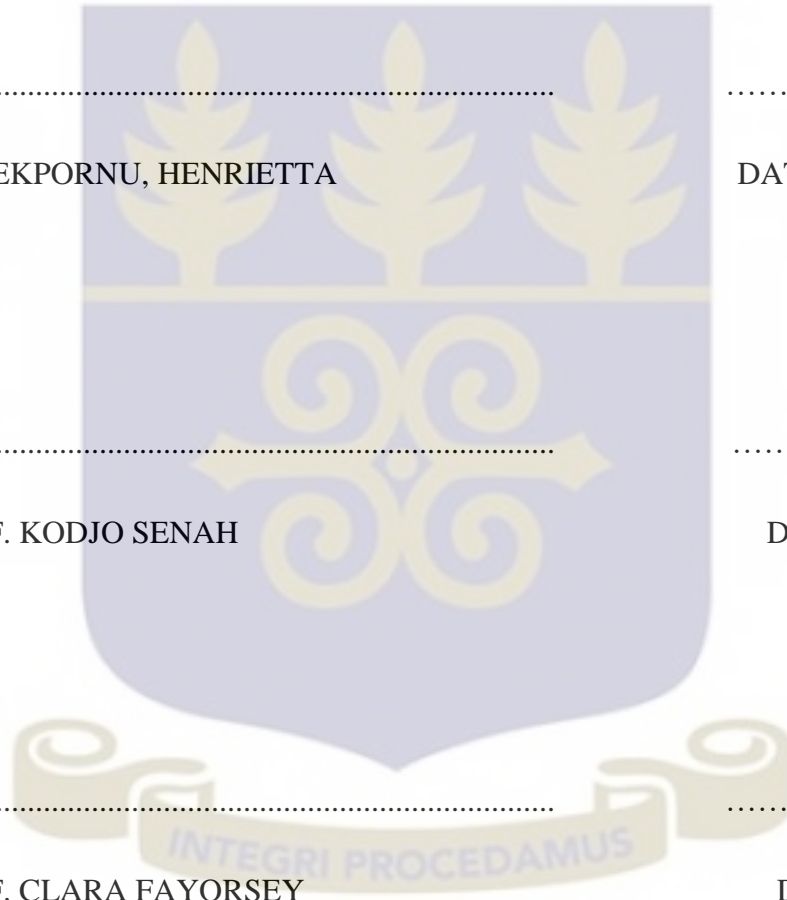 .......................................................... ......
EKPORNU, HENRIETTA DAT
.......................................................... .....
F. KODJO SENAH D
.......................................................... ......
INTEGRI PROCEDAMUS
F. CLARA FAYORSEY D